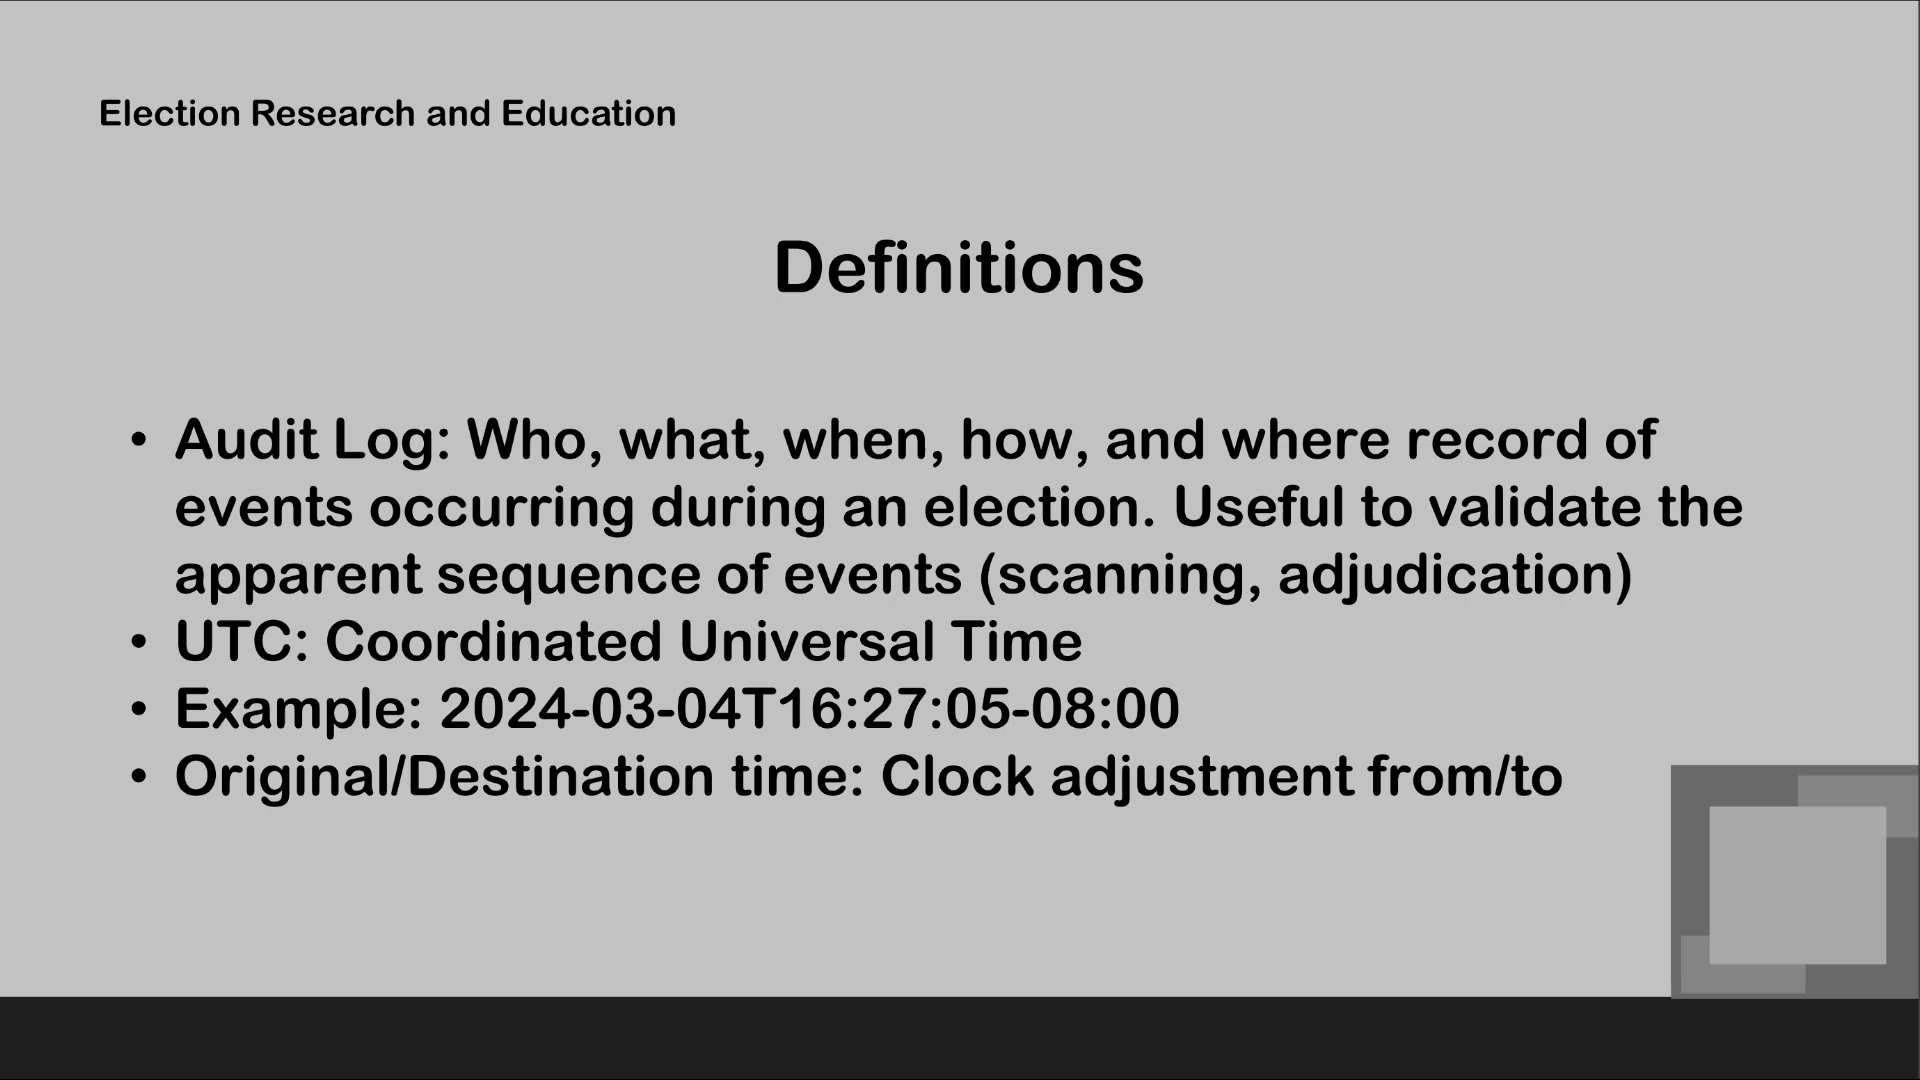 Election Research and Education
Definitions
• Audit Log: Who, what, when, how, and where record of
events occurring during an election. Useful to validate the
apparent sequence of events (scanning, adjudication)
• UTC: Coordinated Universal Time
• Example: 2024-03-04T16:27:05-08:00
• Original/Destination time: Clock adjustment from/to